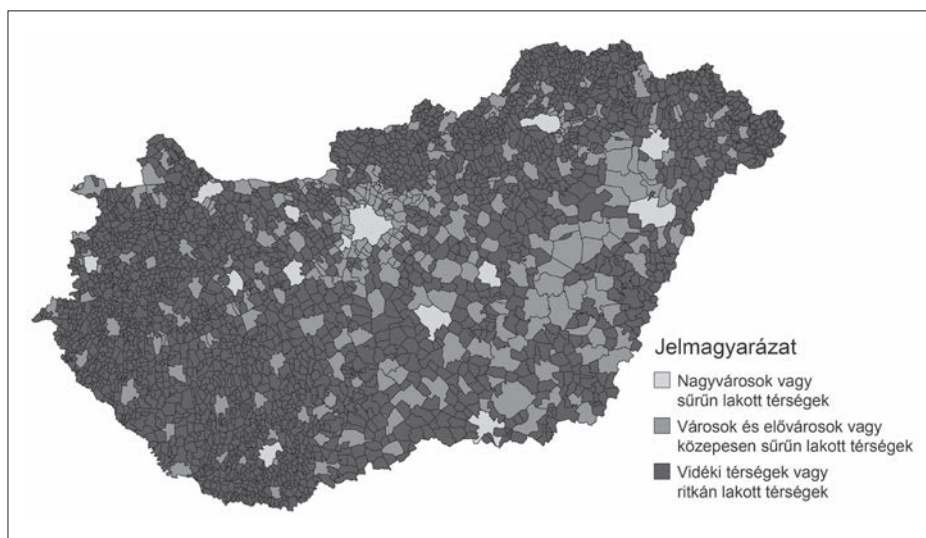 Jelmagyarázat
Nagyvárosok vagy
sűrűn lakott térségek
Városok és elővárosok vagy
közepesen sűrűn lakott térségek
Vidéki térségek vagy
ritkán lakott térségek